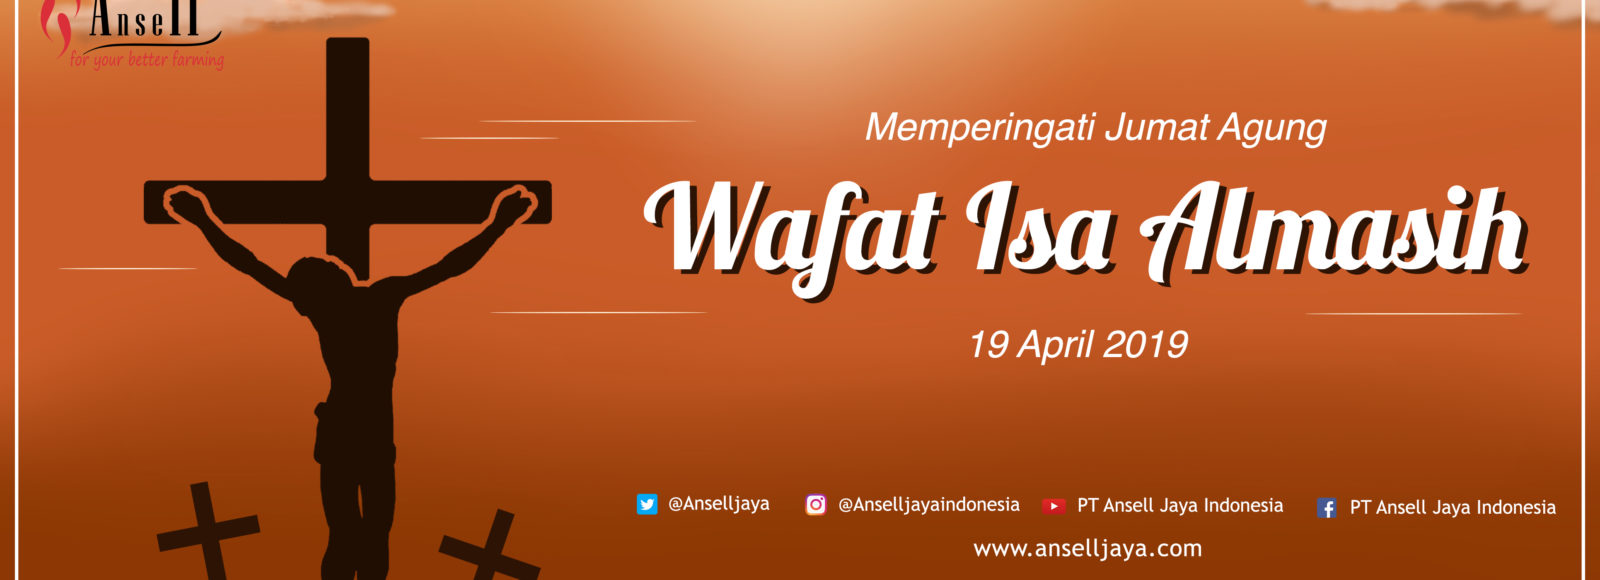 Ansell
for your better farming
Memperingati Jumat Agung
Wafat Isa Almasih
19 April 2019
@Anselljaya @Anselljayaindonesia PT Ansell Jaya Indonesia PT Ansell Jaya Indonesia
www.anselljaya.com